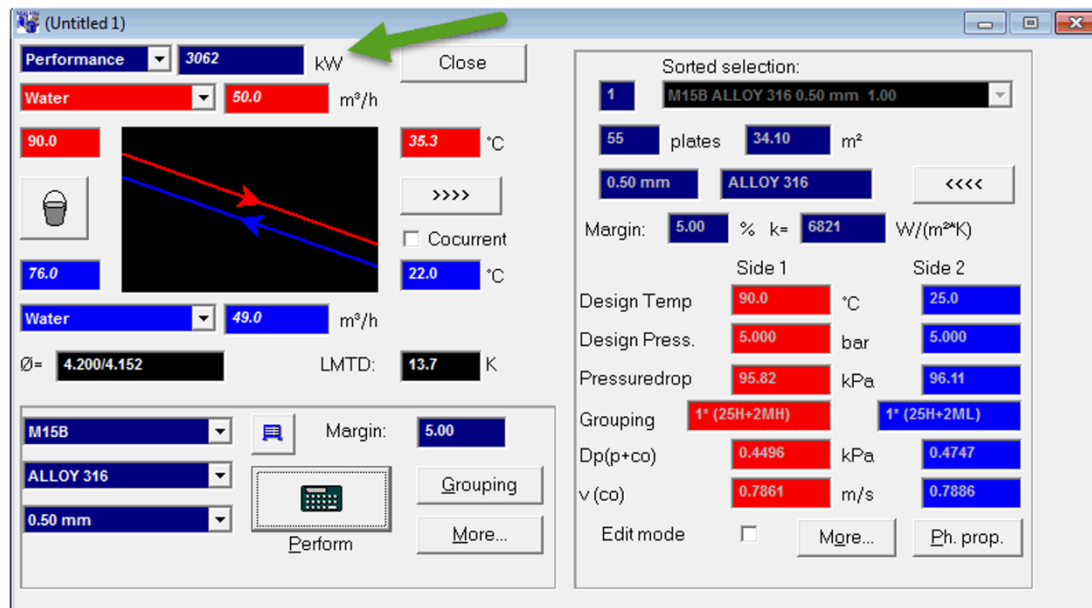 (Untitled 1)
Performance 3062 kW Close
Water 50.0 m³/h
90.0 35.3 °C
>>>>
Cocurrent
76.0 22.0 °C
Water 49.0 m³/h
Ø= 4.200/4.152 LMTD: 13.7 K
M15B Margin: 5.00
ALLOY 316 Grouping
0.50 mm Perform More...
Sorted selection:
1 M15B ALLOY 316 0.50 mm 1.00
55 plates 34.10 m²
0.50 mm ALLOY 316 <<<<
Margin: 5.00 % k= 6821 W/(m²*K)
Side 1 Side 2
Design Temp 90.0 °C 25.0
Design Press. 5.000 bar 5.000
Pressuredrop 95.82 kPa 96.11
Grouping 1* (25H+2MH) 1* (25H+2ML)
Dp(p+co) 0.4496 kPa 0.4747
v (co) 0.7861 m/s 0.7886
Edit mode More... Ph. prop.